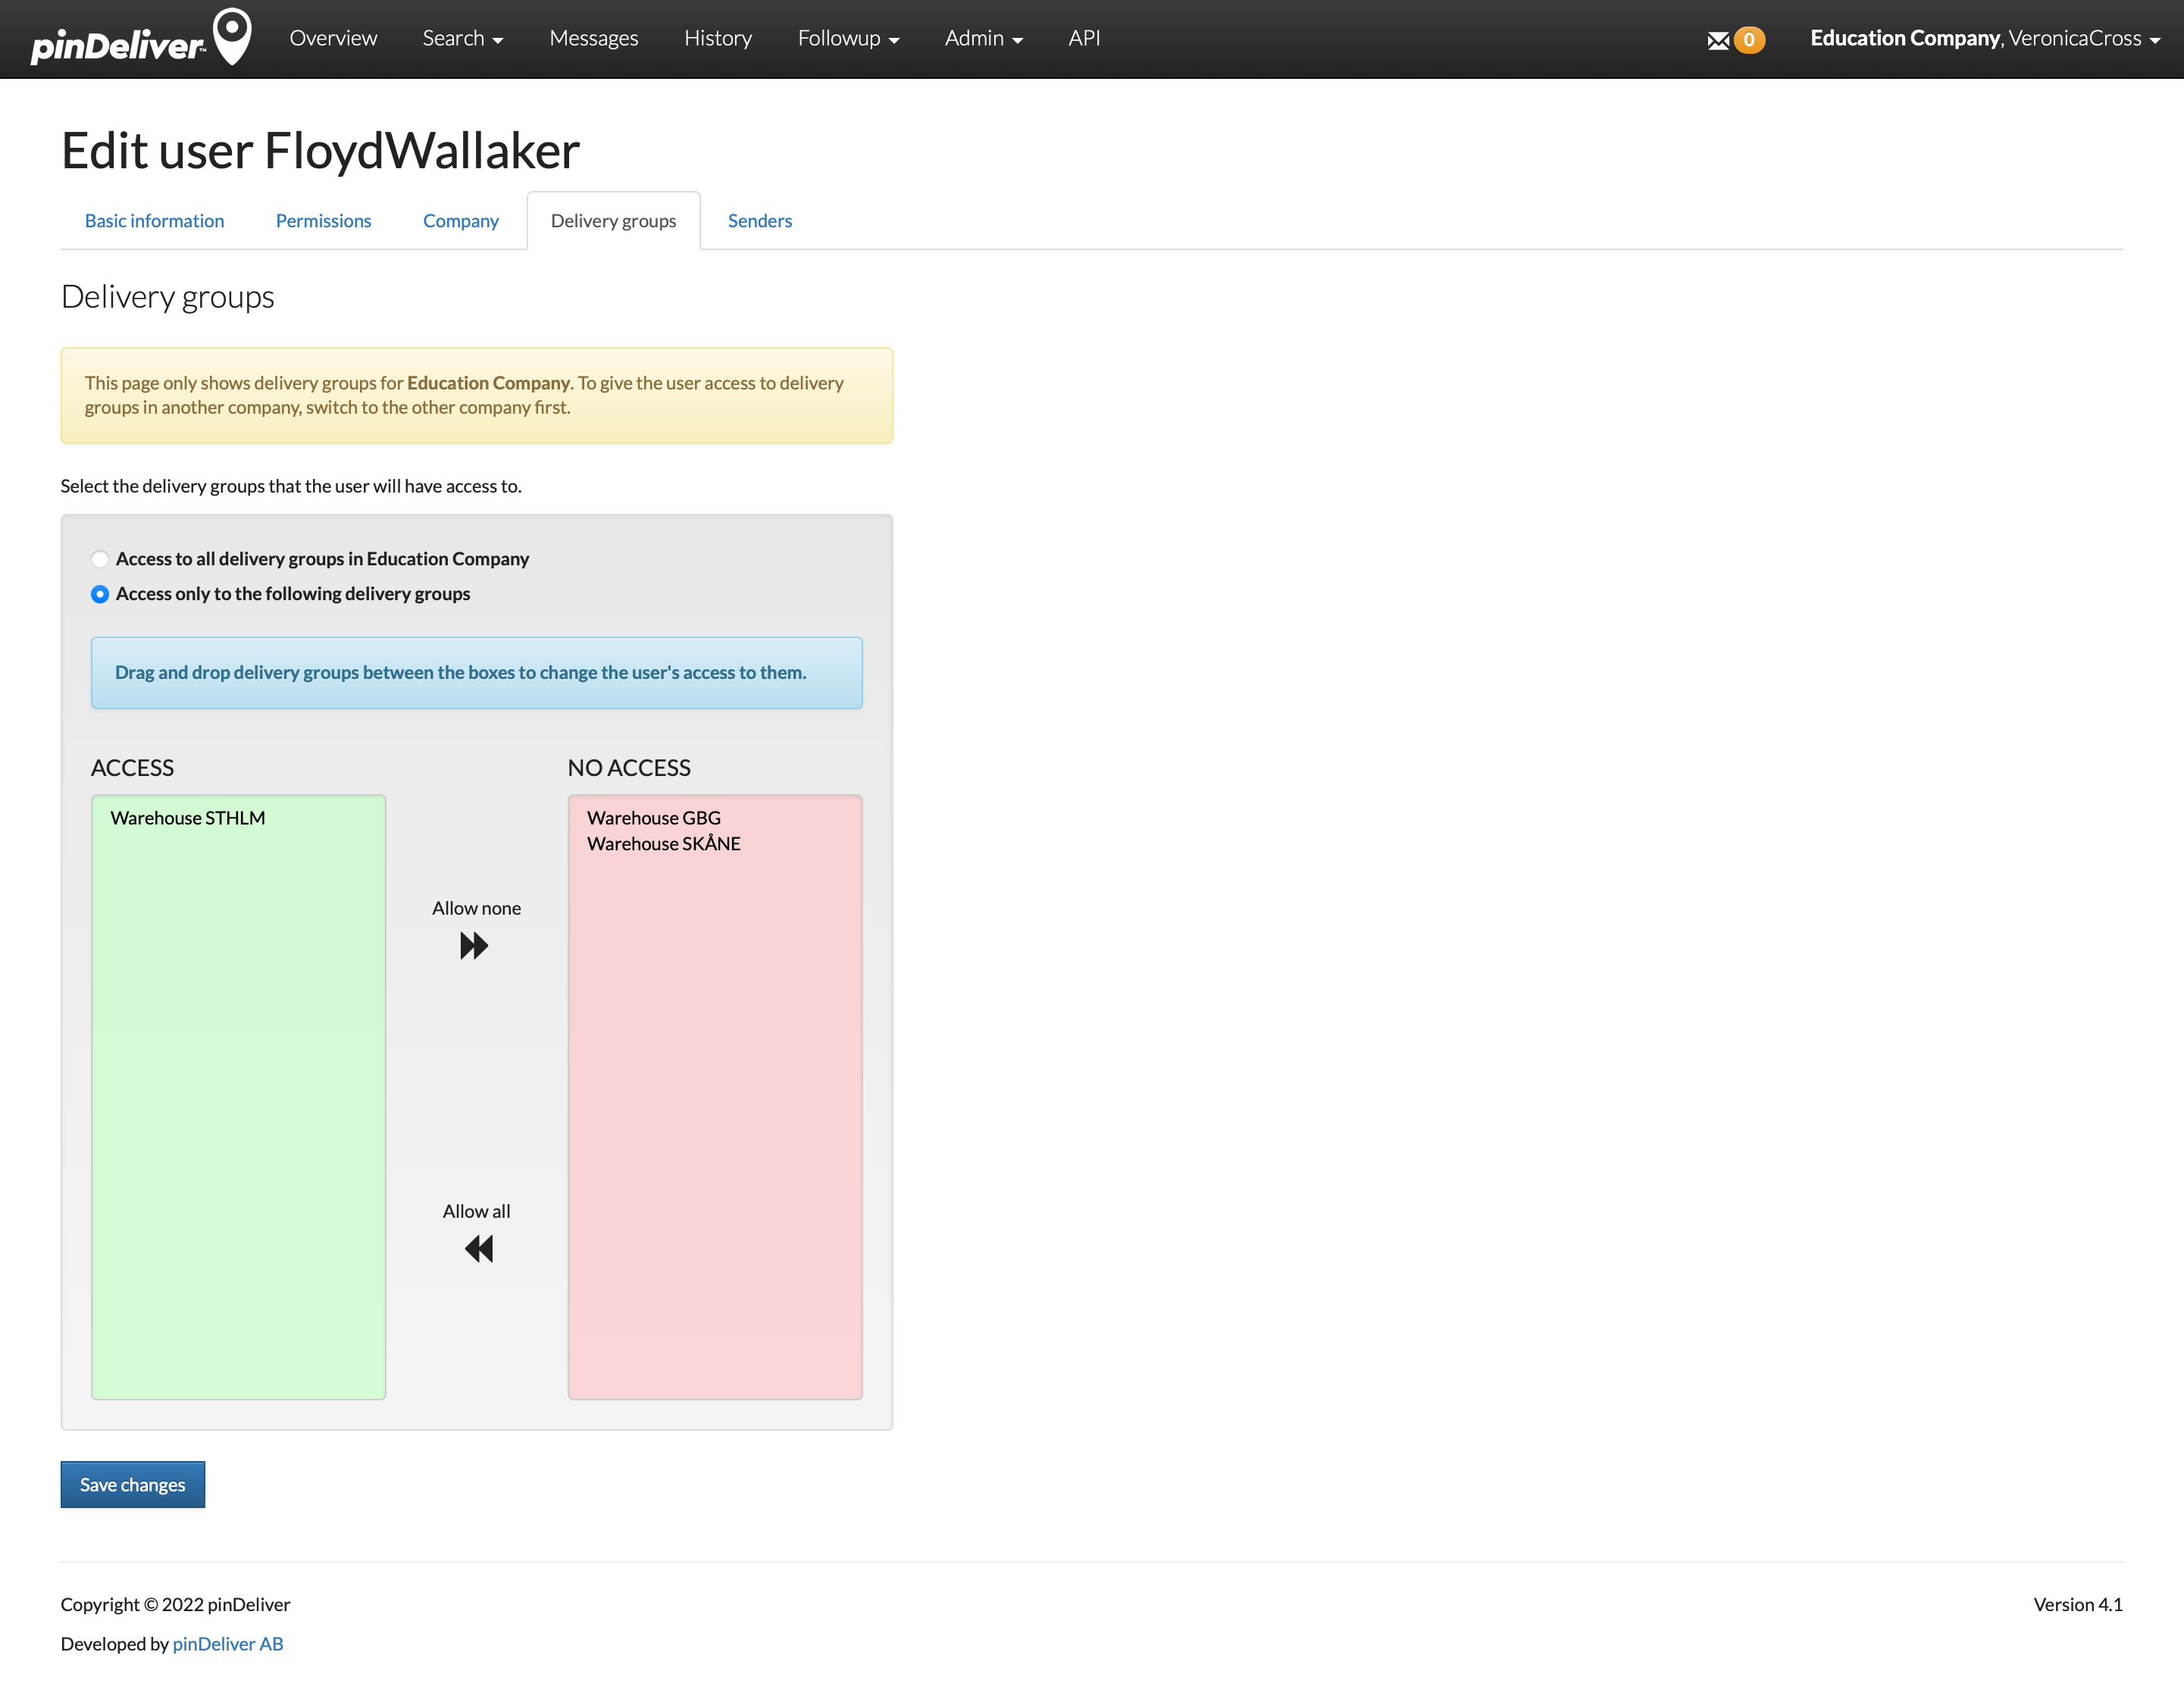 pinDeliver™ Overview Search Messages History Followup Admin API 0 Education Company, VeronicaCross
Edit user FloydWallaker
Basic information Permissions Company Delivery groups Senders
Delivery groups
This page only shows delivery groups for Education Company. To give the user access to delivery
groups in another company, switch to the other company first.
Select the delivery groups that the user will have access to.
Access to all delivery groups in Education Company
Access only to the following delivery groups
Drag and drop delivery groups between the boxes to change the user's access to them.
ACCESS NO ACCESS
Warehouse STHLM Warehouse GBG
Warehouse SKÅNE
Allow none
Allow all
Save changes
Copyright © 2022 pinDeliver Version 4.1
Developed by pinDeliver AB